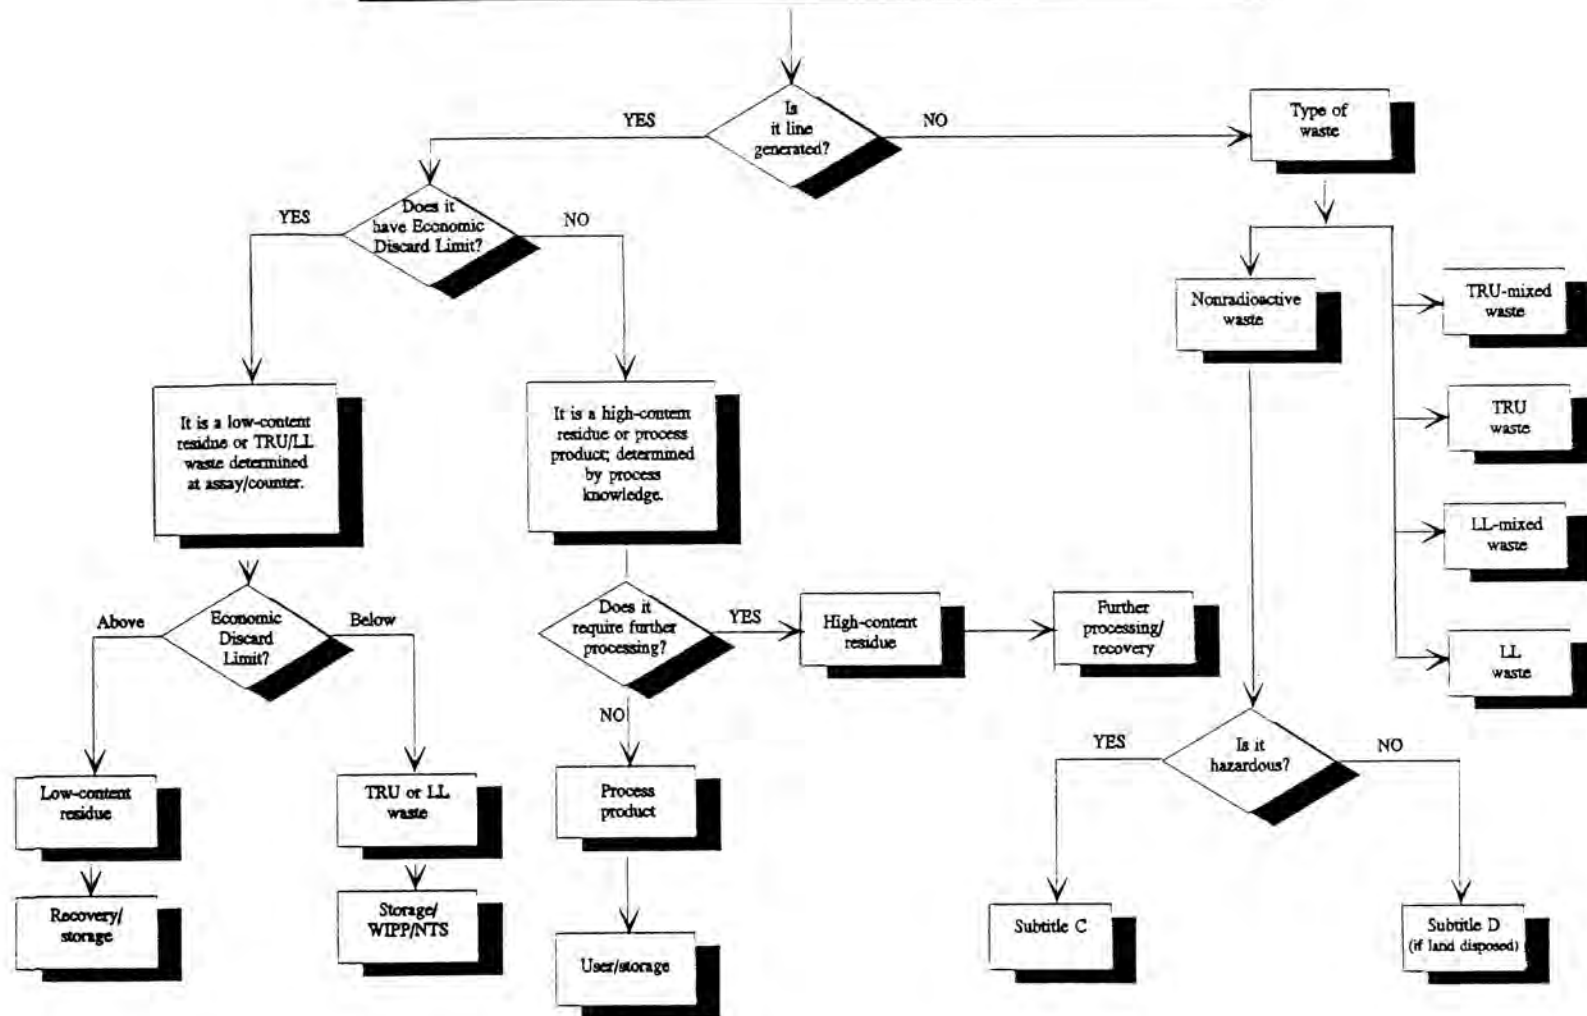 Is
it line
generated?
YES
NO
Type of
waste
Does it
have Economic
Discard Limit?
YES
NO
Nonradioactive
waste
TRU-mixed
waste
TRU
waste
LL-mixed
waste
LL
waste
It is a low-content
residue or TRU/LL
waste determined
at assay/counter.
It is a high-content
residue or process
product; determined
by process
knowledge.
Above
Economic
Discard
Limit?
Below
Does it
require further
processing?
YES
High-content
residue
Further
processing/
recovery
NO
YES
Is it
hazardous?
NO
Low-content
residue
TRU or LL
waste
Process
product
Recovery/
storage
Storage/
WIPP/NTS
User/storage
Subtitle C
Subtitle D
(if land disposed)